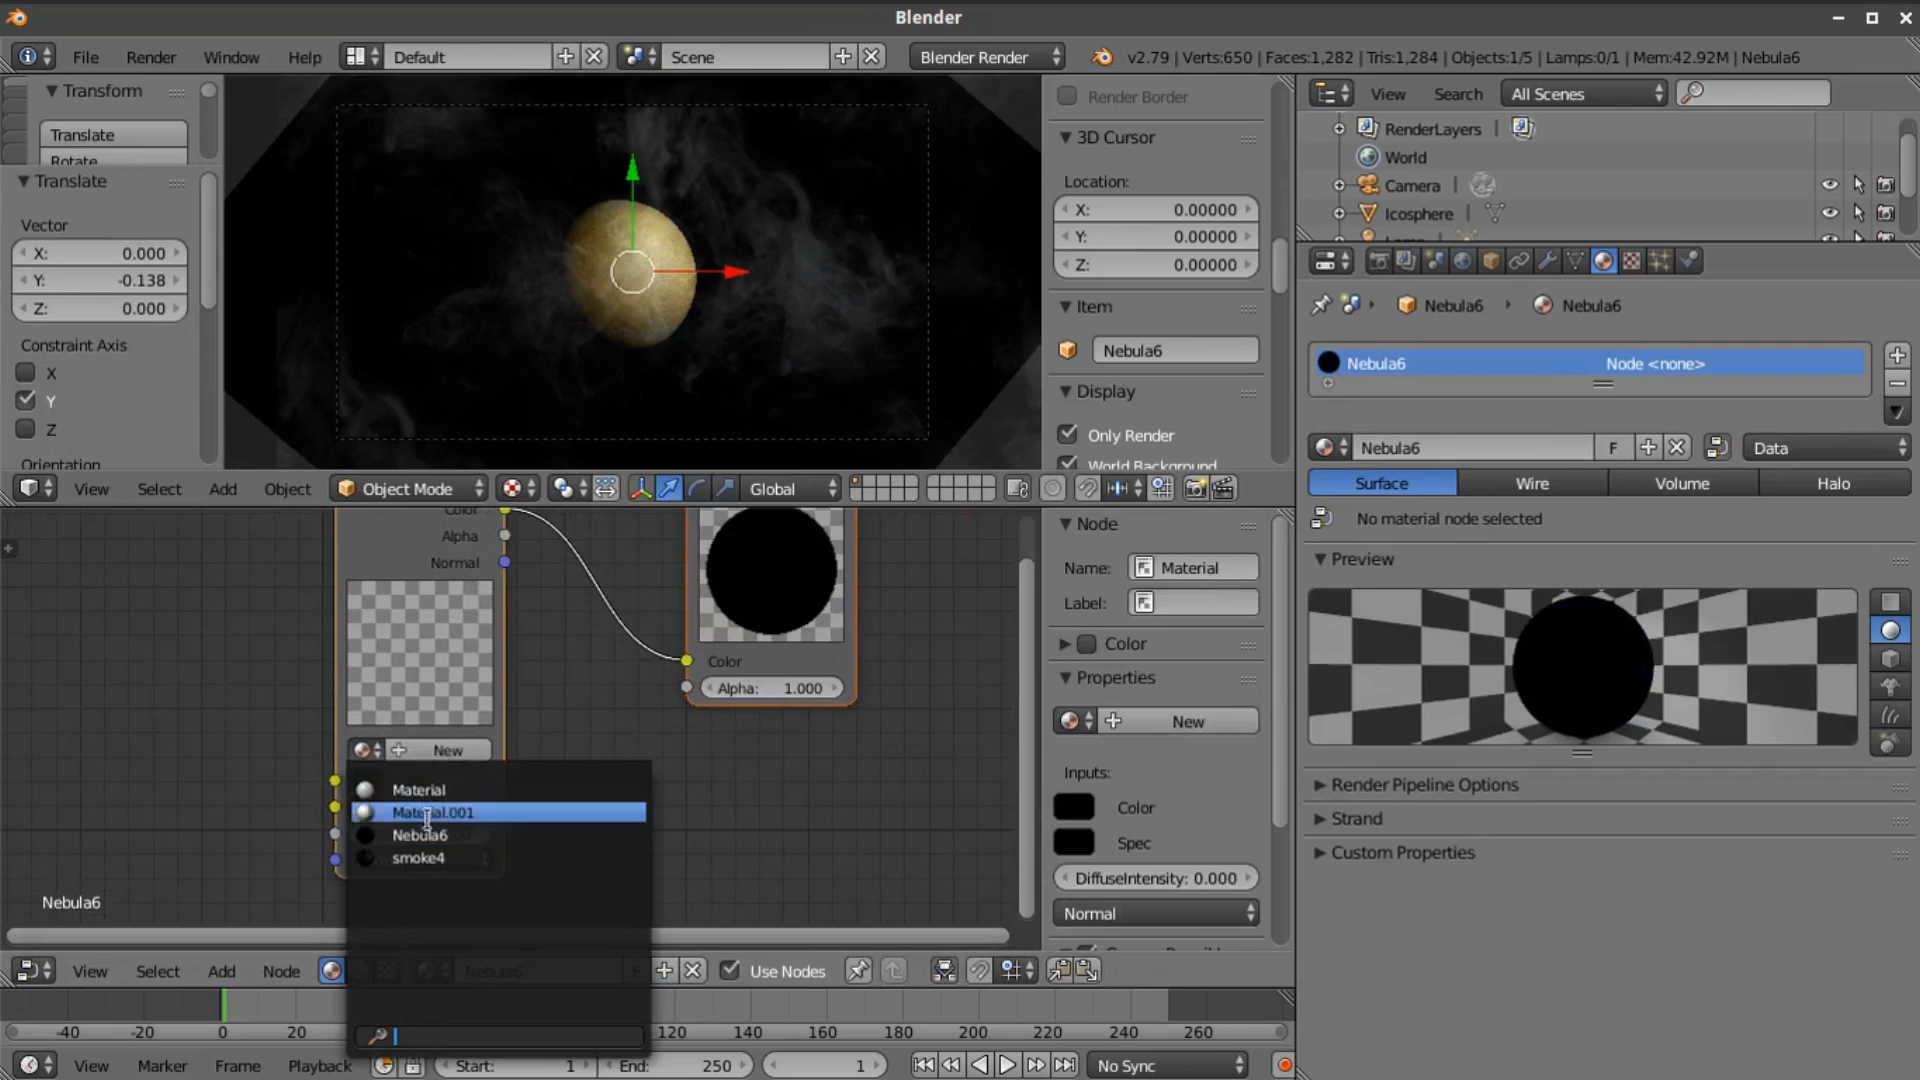 Blender
File Render Window Help Default Scene Blender Render v2.79 | Verts:650 | Faces:1,282 | Tris:1,284 | Objects:1/5 | Lamps:0/1 | Mem:42.92M | Nebula6
Transform
Translate
Rotate
Translate
Vector
X: 0.000
Y: -0.138
Z: 0.000
Constraint Axis
X
Y
Z
Orientation
Render Border
3D Cursor
Location:
X: 0.00000
Y: 0.00000
Z: 0.00000
Item
Nebula6
Display
Only Render
World Background
View Select Add Object Object Mode Global
View Search All Scenes
RenderLayers
World
Camera
Icosphere
Nebula6 Nebula6
Nebula6 Node <none>
Nebula6 F Data
Surface Wire Volume Halo
No material node selected
Preview
Render Pipeline Options
Strand
Custom Properties
Color
Alpha
Normal
New
Material
Material.001
Nebula6
smoke4
Color
Alpha: 1.000
Nebula6
Node
Name: Material
Label:
Color
Properties
New
Inputs:
Color
Spec
DiffuseIntensity: 0.000
Normal
View Select Add Node Nebula6 F Use Nodes
-40 -20 0 20 120 140 160 180 200 220 240 260
View Marker Frame Playback Start: 1 End: 250 1 No Sync